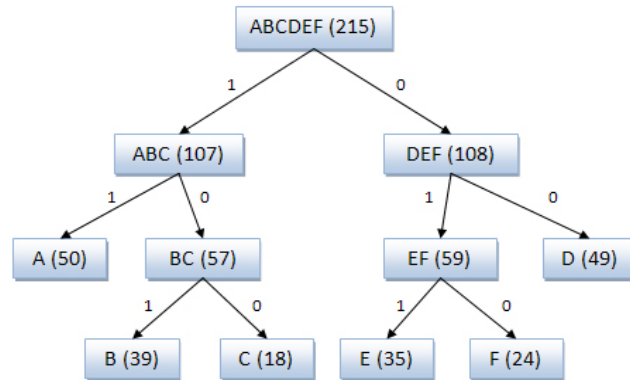 ABCDEF (215)
1 0
ABC (107) DEF (108)
1 0 1 0
A (50) BC (57) EF (59) D (49)
1 0 1 0
B (39) C (18) E (35) F (24)